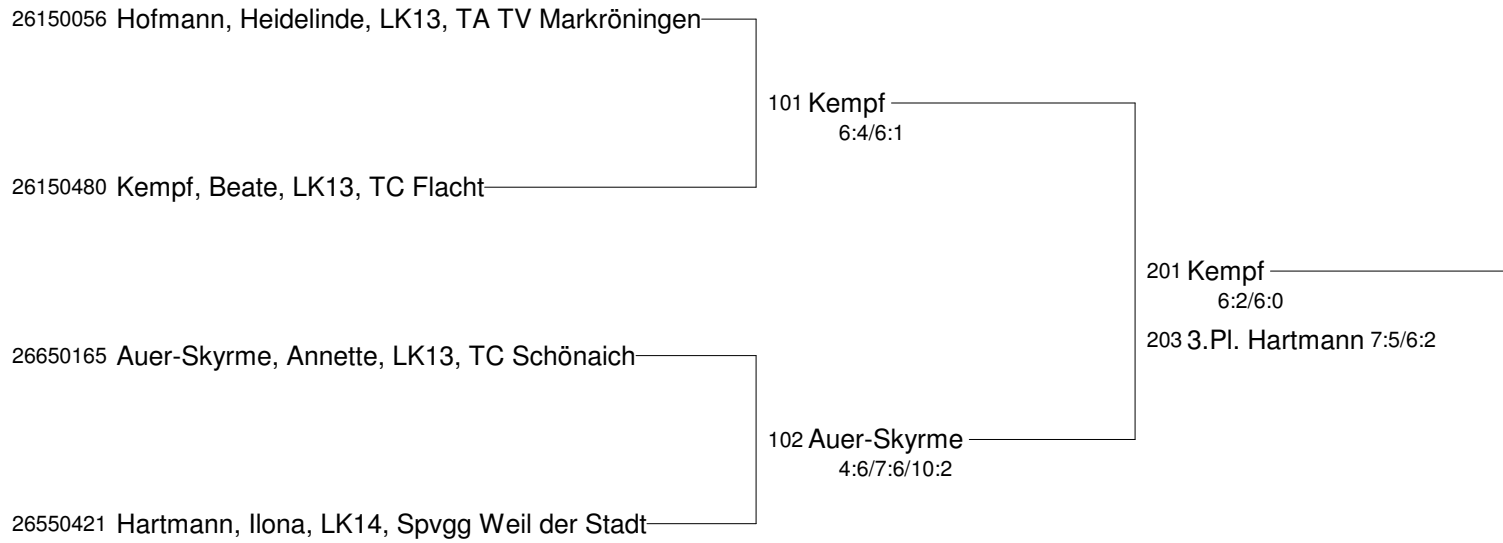 26150056 Hofmann, Heidelinde, LK13, TA TV Markröningen
101 Kempf
6:4/6:1
26150480 Kempf, Beate, LK13, TC Flacht
201 Kempf
6:2/6:0
203 3.Pl. Hartmann 7:5/6:2
26650165 Auer-Skyrme, Annette, LK13, TC Schönaich
102 Auer-Skyrme
4:6/7:6/10:2
26550421 Hartmann, Ilona, LK14, Spvgg Weil der Stadt